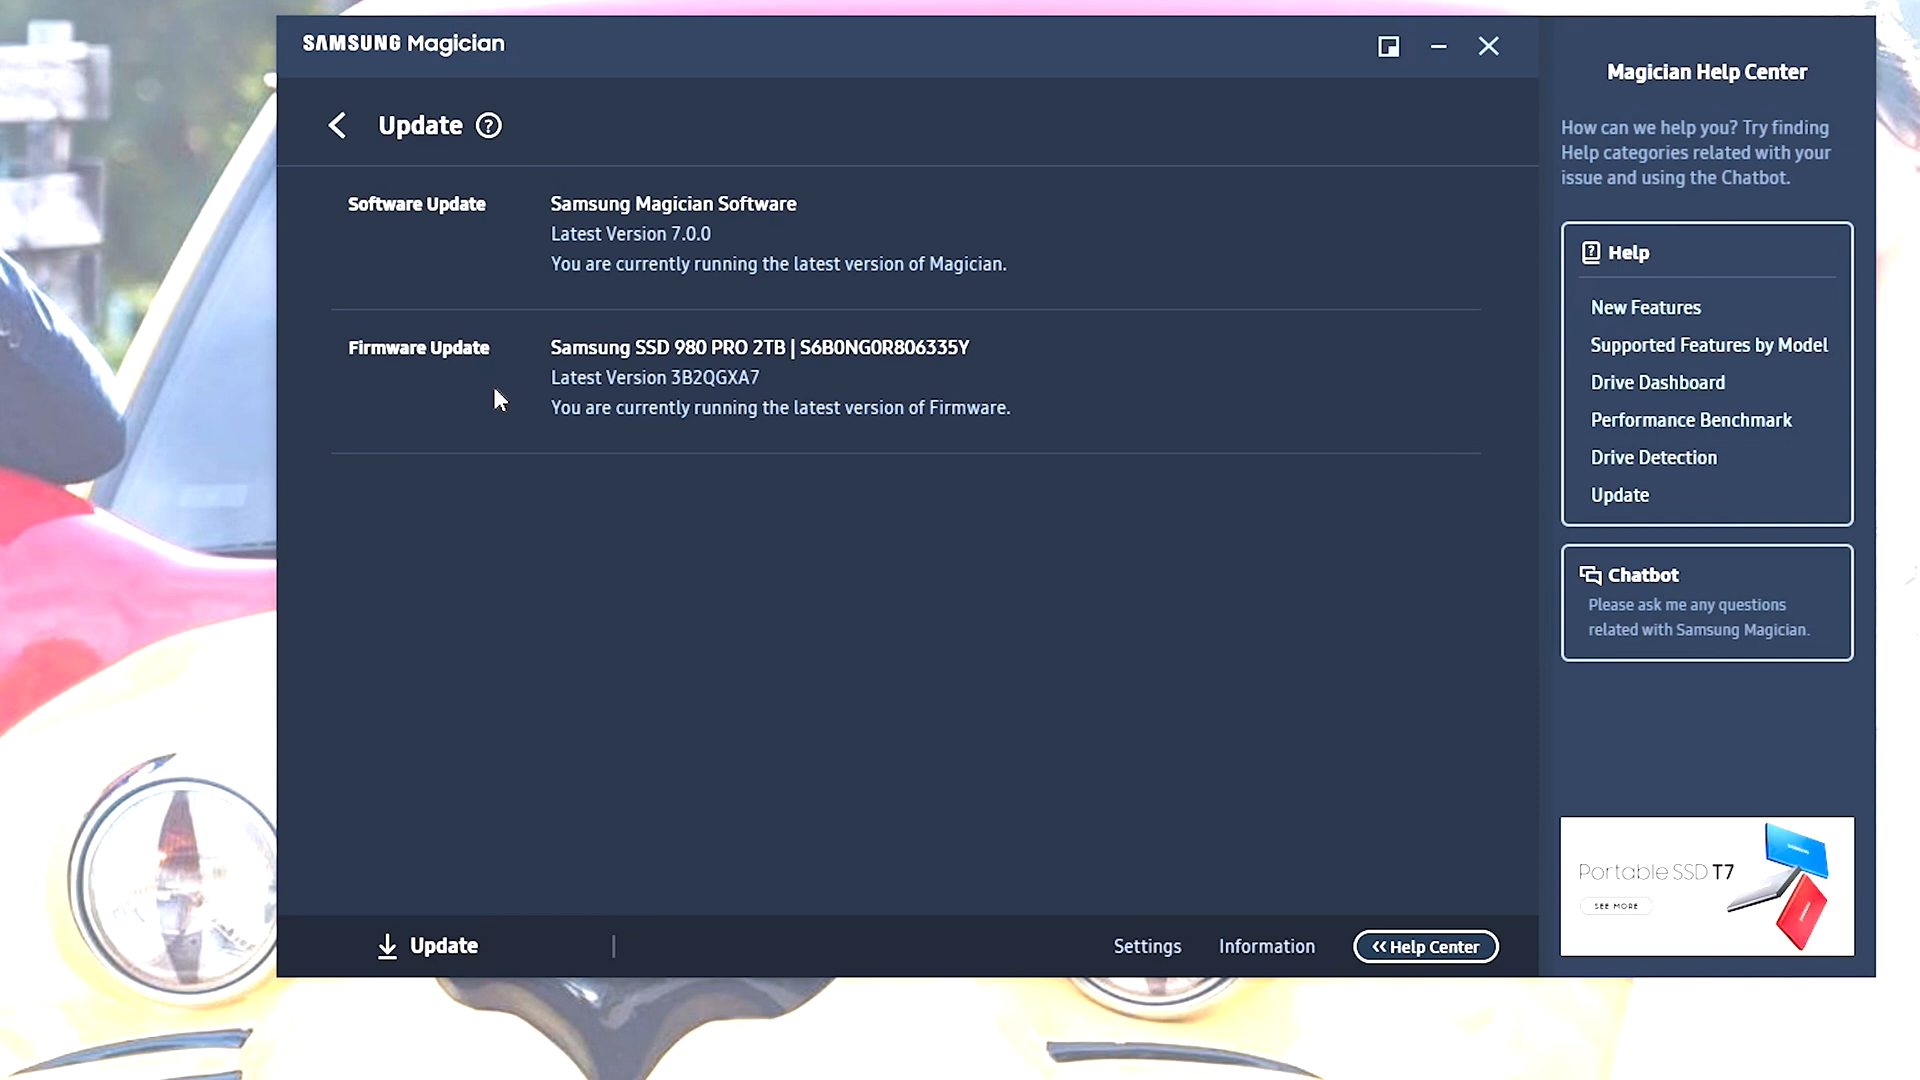 SAMSUNG Magician
Update
Software Update
Samsung Magician Software
Latest Version 7.0.0
You are currently running the latest version of Magician.
Firmware Update
Samsung SSD 980 PRO 2TB | S6B0NG0R806335Y
Latest Version 3B2QGXA7
You are currently running the latest version of Firmware.
Update
Settings
Information
Help Center
Magician Help Center
How can we help you? Try finding
Help categories related with your
issue and using the Chatbot.
Help
New Features
Supported Features by Model
Drive Dashboard
Performance Benchmark
Drive Detection
Update
Chatbot
Please ask me any questions
related with Samsung Magician.
Portable SSD T7
SEE MORE